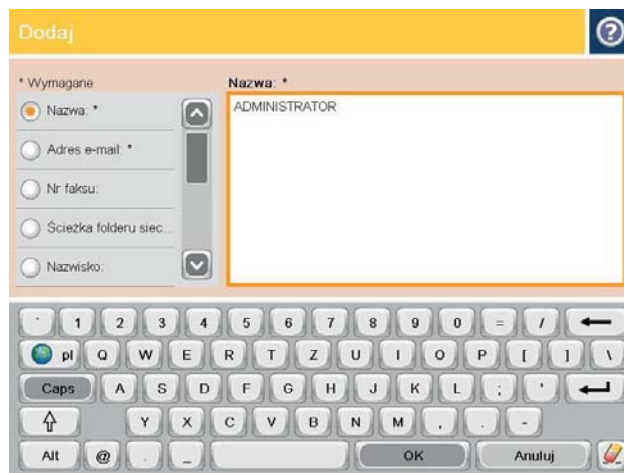 Dodaj
?
* Wymagane
Nazwa: *
Nazwa: *
ADMINISTRATOR
Adres e-mail: *
Nr faksu:
Ścieżka folderu siec...
Nazwisko:
` 1 2 3 4 5 6 7 8 9 0 = /
pl Q W E R T Z U I O P [ ] \
Caps A S D F G H J K L ; '
Y X C V B N M , . -
Alt @ . _ OK Anuluj